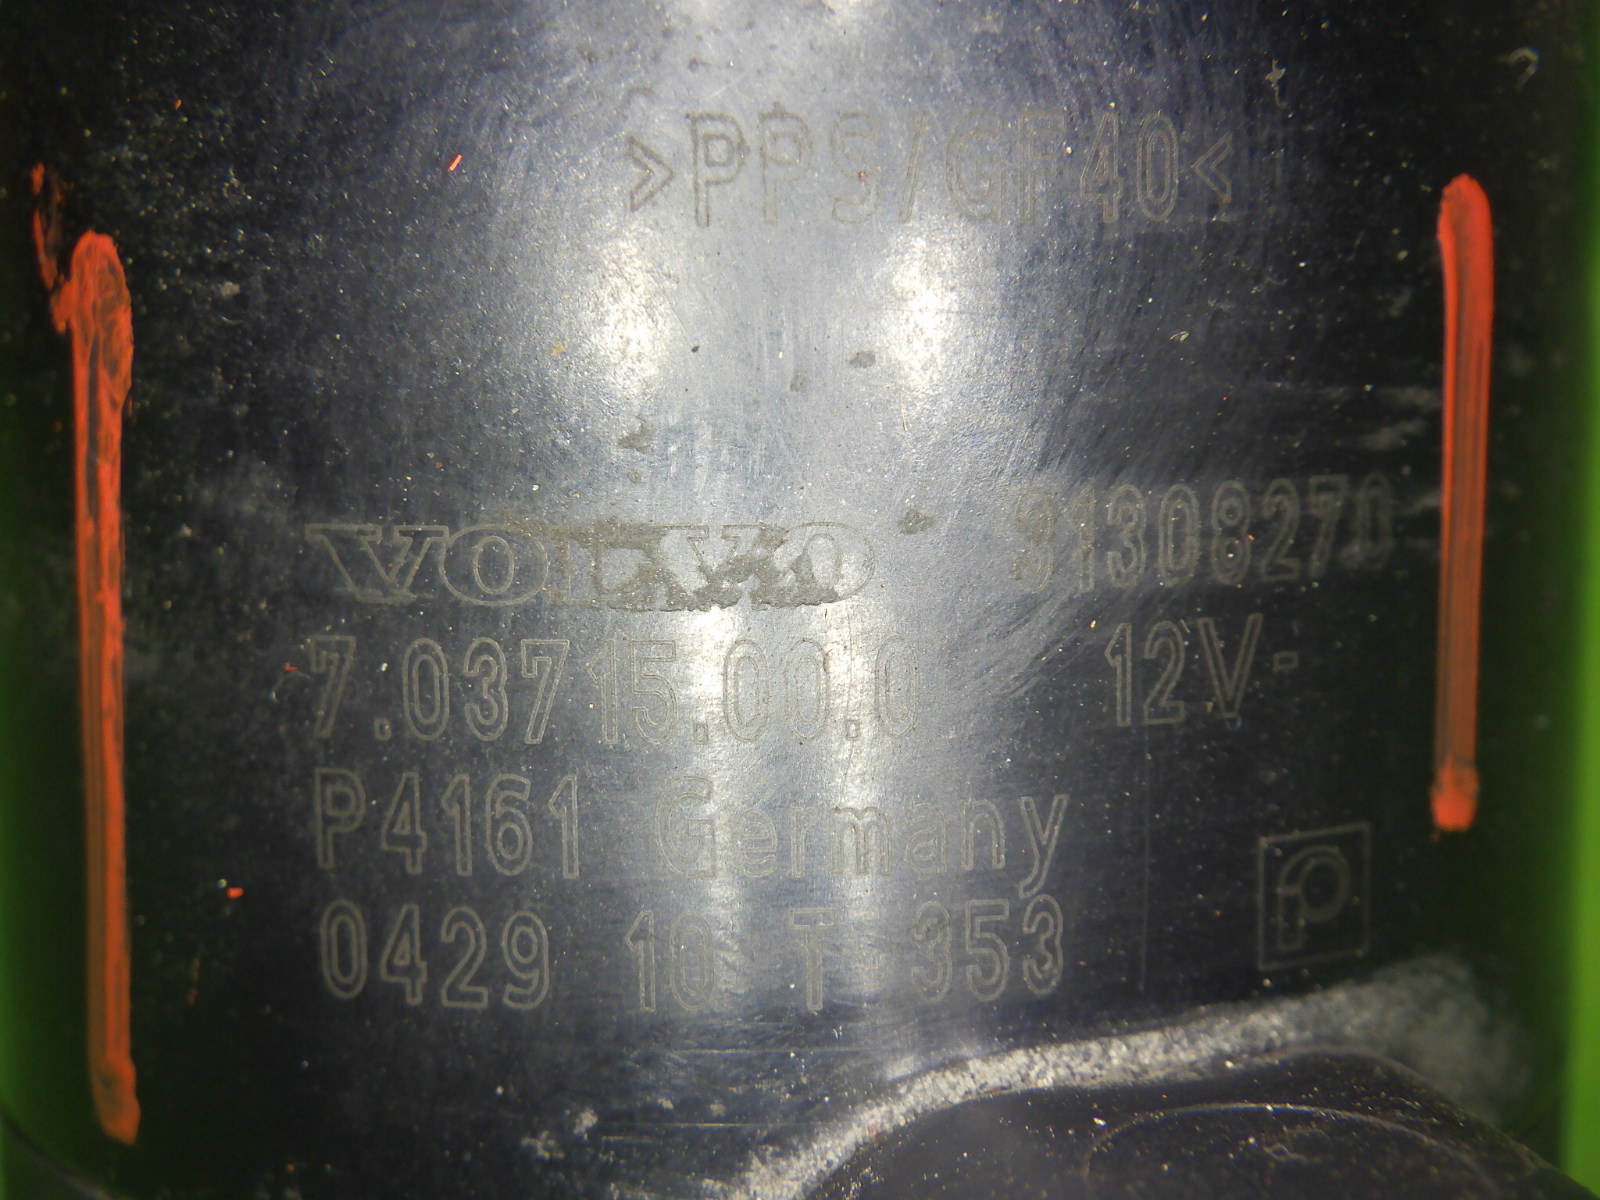 >PPS/GF40<
VOLVO 31308270
7.03715.00.0 12V-
P4161 Germany
0429 10 T 353